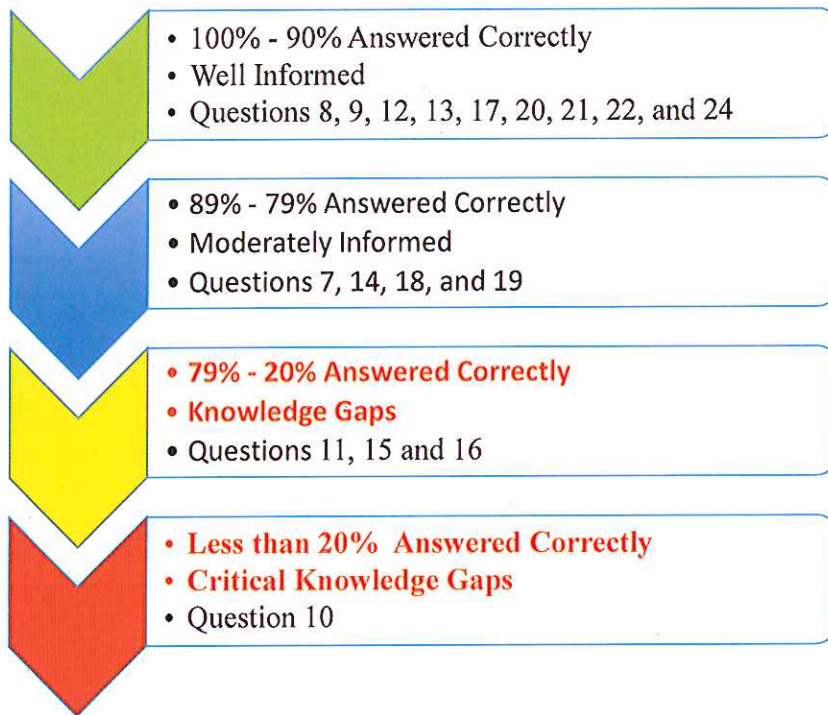 • 100% - 90% Answered Correctly
• Well Informed
• Questions 8, 9, 12, 13, 17, 20, 21, 22, and 24
• 89% - 79% Answered Correctly
• Moderately Informed
• Questions 7, 14, 18, and 19
• 79% - 20% Answered Correctly
• Knowledge Gaps
• Questions 11, 15 and 16
• Less than 20% Answered Correctly
• Critical Knowledge Gaps
• Question 10